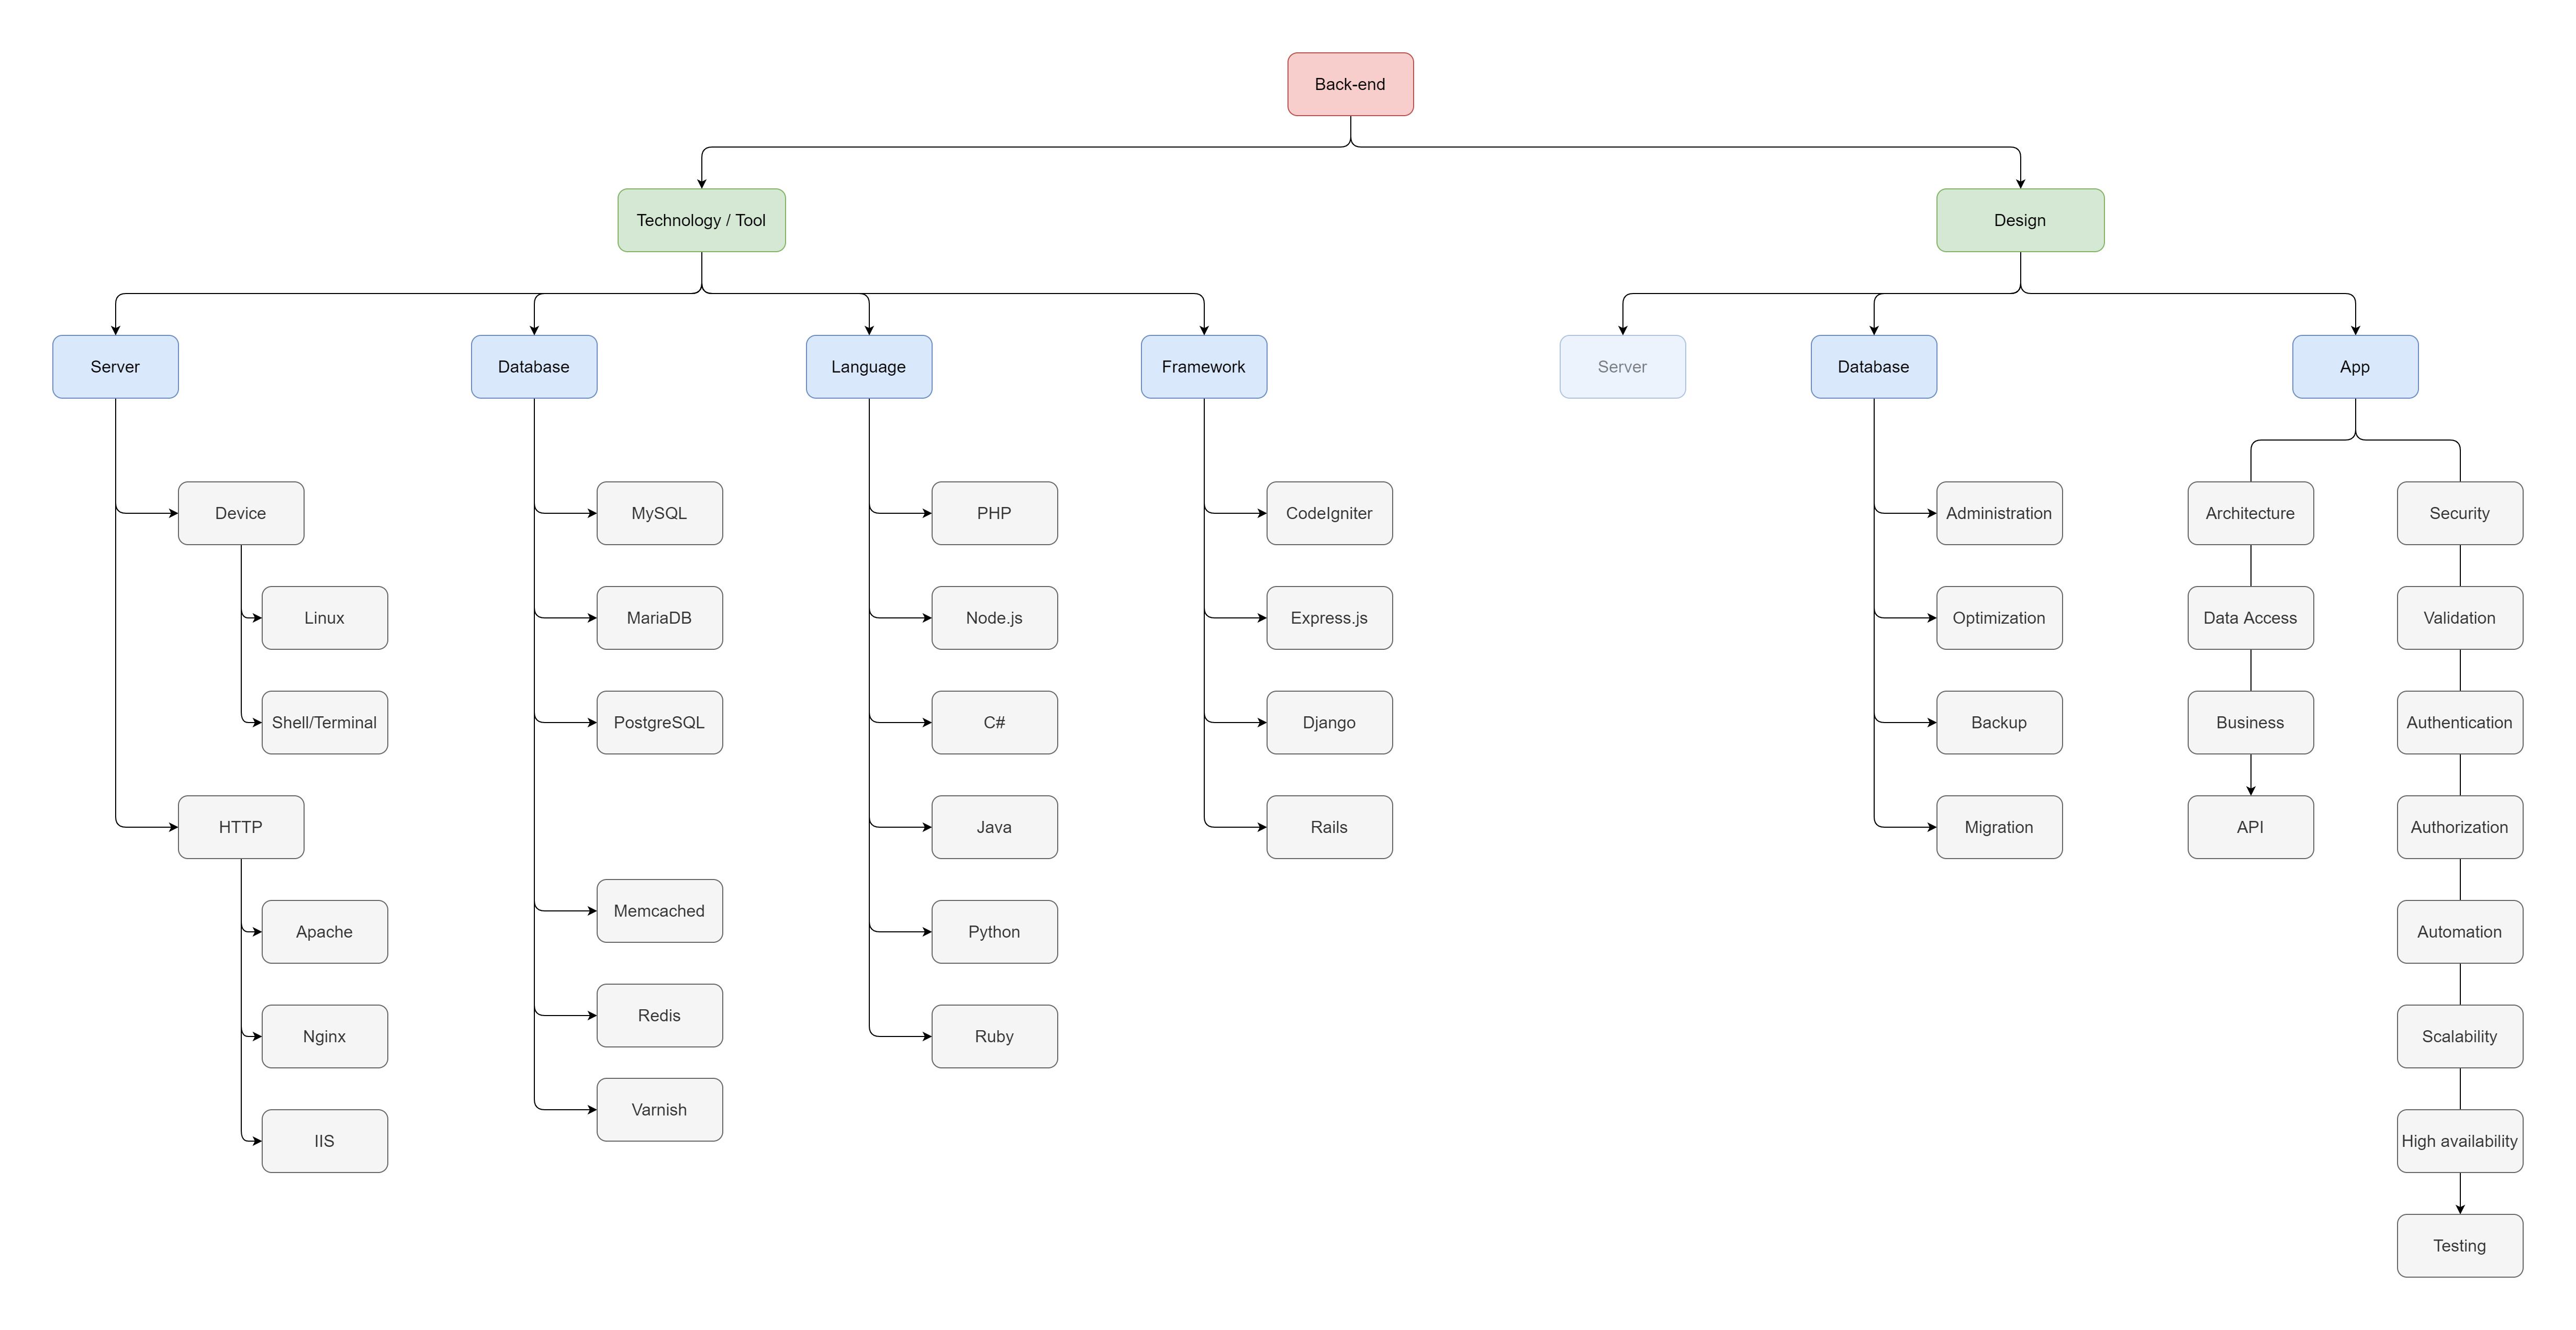 Back-end
Technology / Tool
Design
Server
Database
Language
Framework
Server
Database
App
Device
MySQL
PHP
CodeIgniter
Administration
Architecture
Security
Linux
MariaDB
Node.js
Express.js
Optimization
Data Access
Validation
Shell/Terminal
PostgreSQL
C#
Django
Backup
Business
Authentication
HTTP
Java
Rails
Migration
API
Authorization
Memcached
Apache
Python
Automation
Redis
Nginx
Ruby
Scalability
Varnish
IIS
High availability
Testing